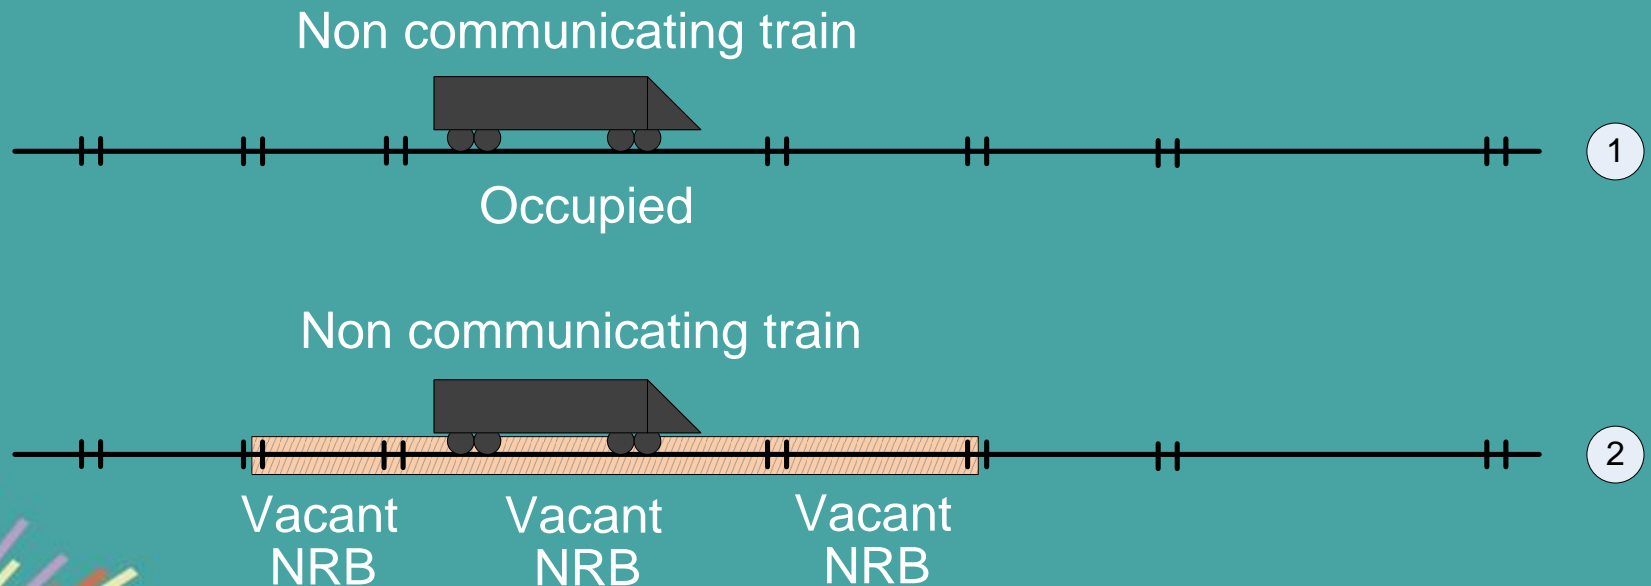 Non communicating train
1
Occupied
Non communicating train
2
Vacant Vacant Vacant
NRB NRB NRB